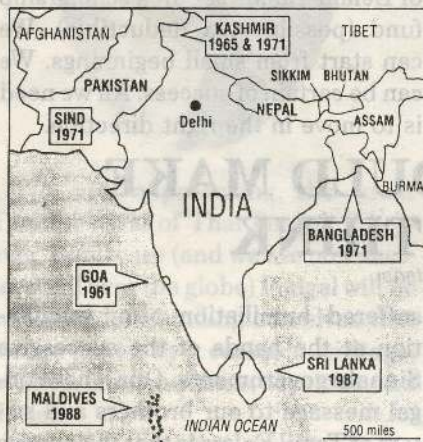 AFGHANISTAN
KASHMIR
1965 & 1971
TIBET
PAKISTAN
SIKKIM BHUTAN
SIND
1971
Delhi
NEPAL
ASSAM
BURMA
INDIA
BANGLADESH
1971
GOA
1961
SRI LANKA
1987
MALDIVES
1988
INDIAN OCEAN
500 miles